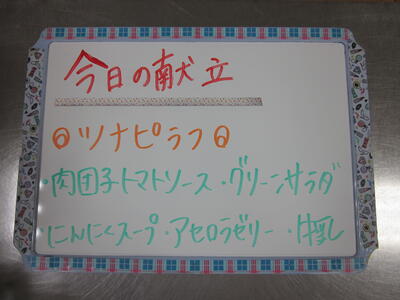 今日の献立
◎ツナピラフ◎
・肉団子トマトソース・グリーンサラダ
にんにくスープ・アセロラゼリー・牛乳